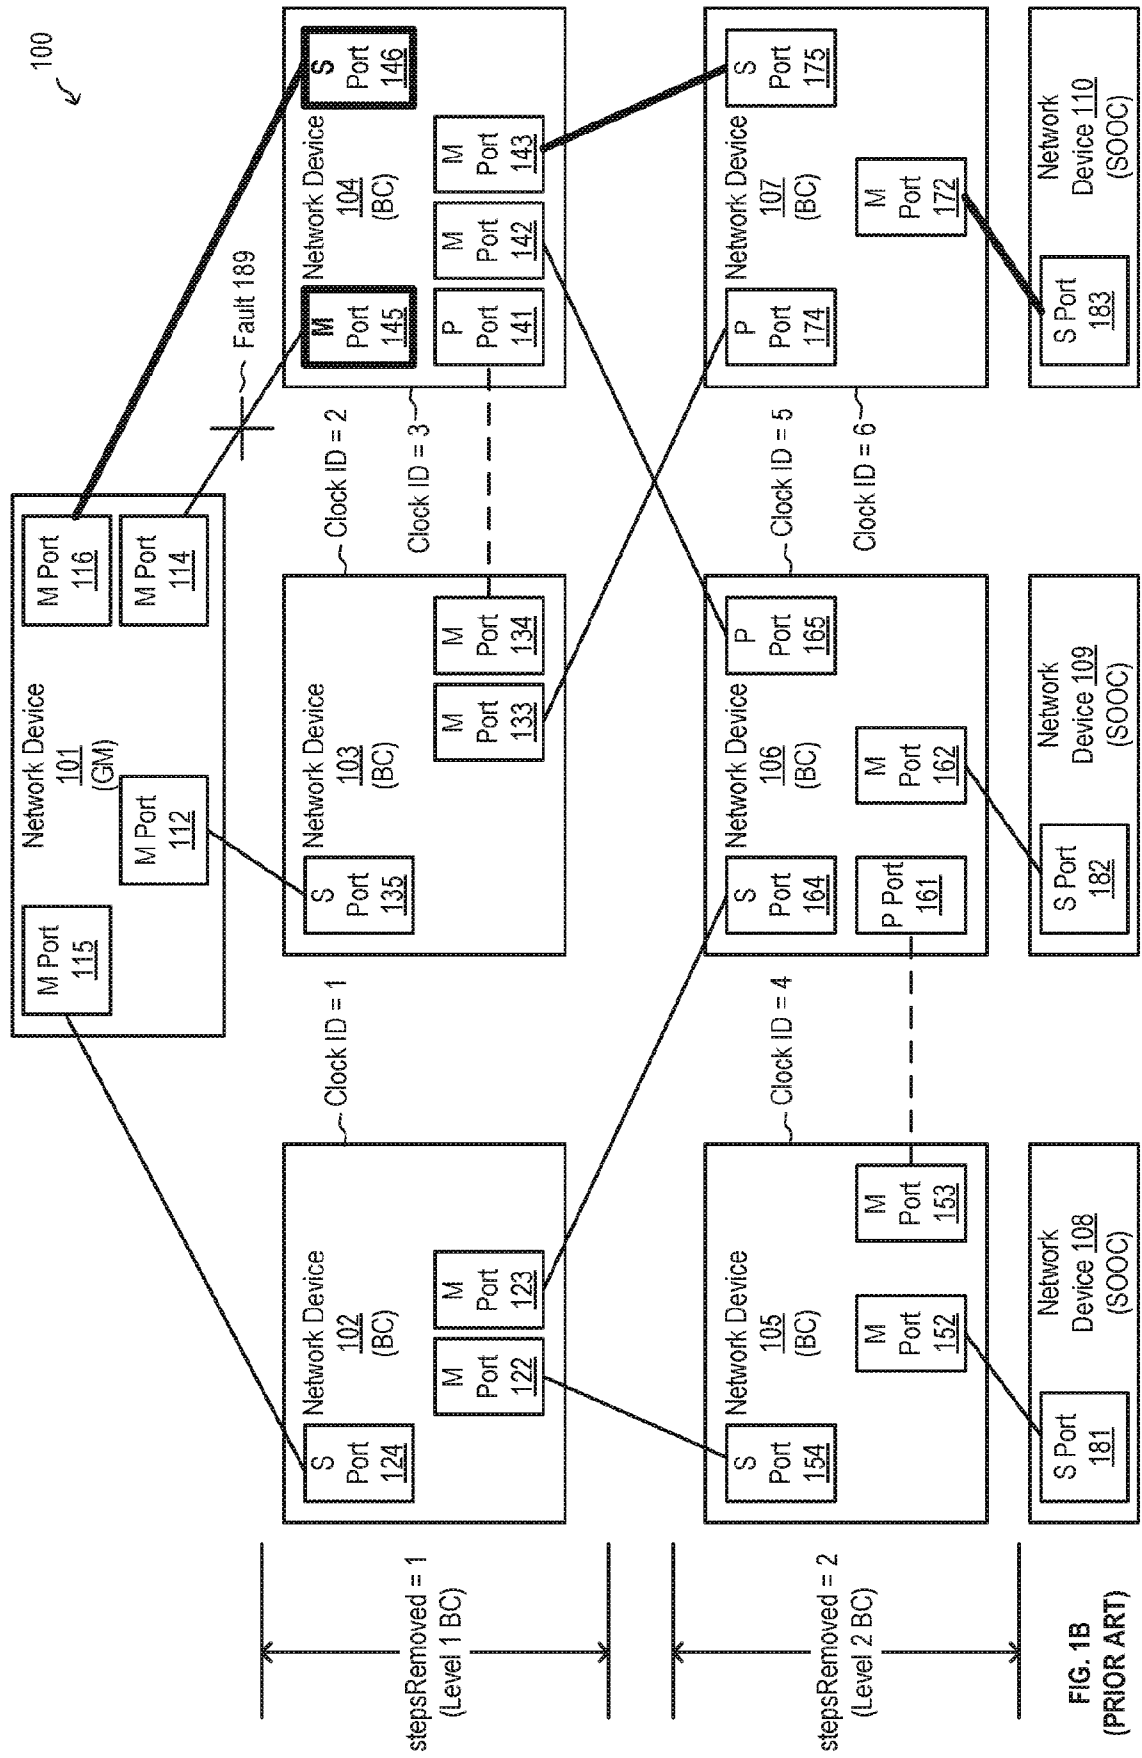 100
Network Device
101
(GM)
M Port
115
M Port
112
M Port
116
M Port
114
Fault 189
Network Device
102
(BC)
S
Port
124
M
Port
122
M
Port
123
Clock ID = 1
Network Device
103
(BC)
S
Port
135
M
Port
133
M
Port
134
Clock ID = 2
Network Device
104
(BC)
M
Port
145
S
Port
146
P
Port
141
M
Port
142
M
Port
143
Clock ID = 3
stepsRemoved = 1
(Level 1 BC)
Network Device
105
(BC)
S
Port
154
M
Port
152
M
Port
153
Clock ID = 4
Network Device
106
(BC)
S
Port
164
P
Port
165
P Port
161
M
Port
162
Clock ID = 5
Network Device
107
(BC)
P
Port
174
S
Port
175
M
Port
172
Clock ID = 6
stepsRemoved = 2
(Level 2 BC)
S Port
181
Network
Device 108
(SOOC)
S Port
182
Network
Device 109
(SOOC)
S Port
183
Network
Device 110
(SOOC)
FIG. 1B
(PRIOR ART)